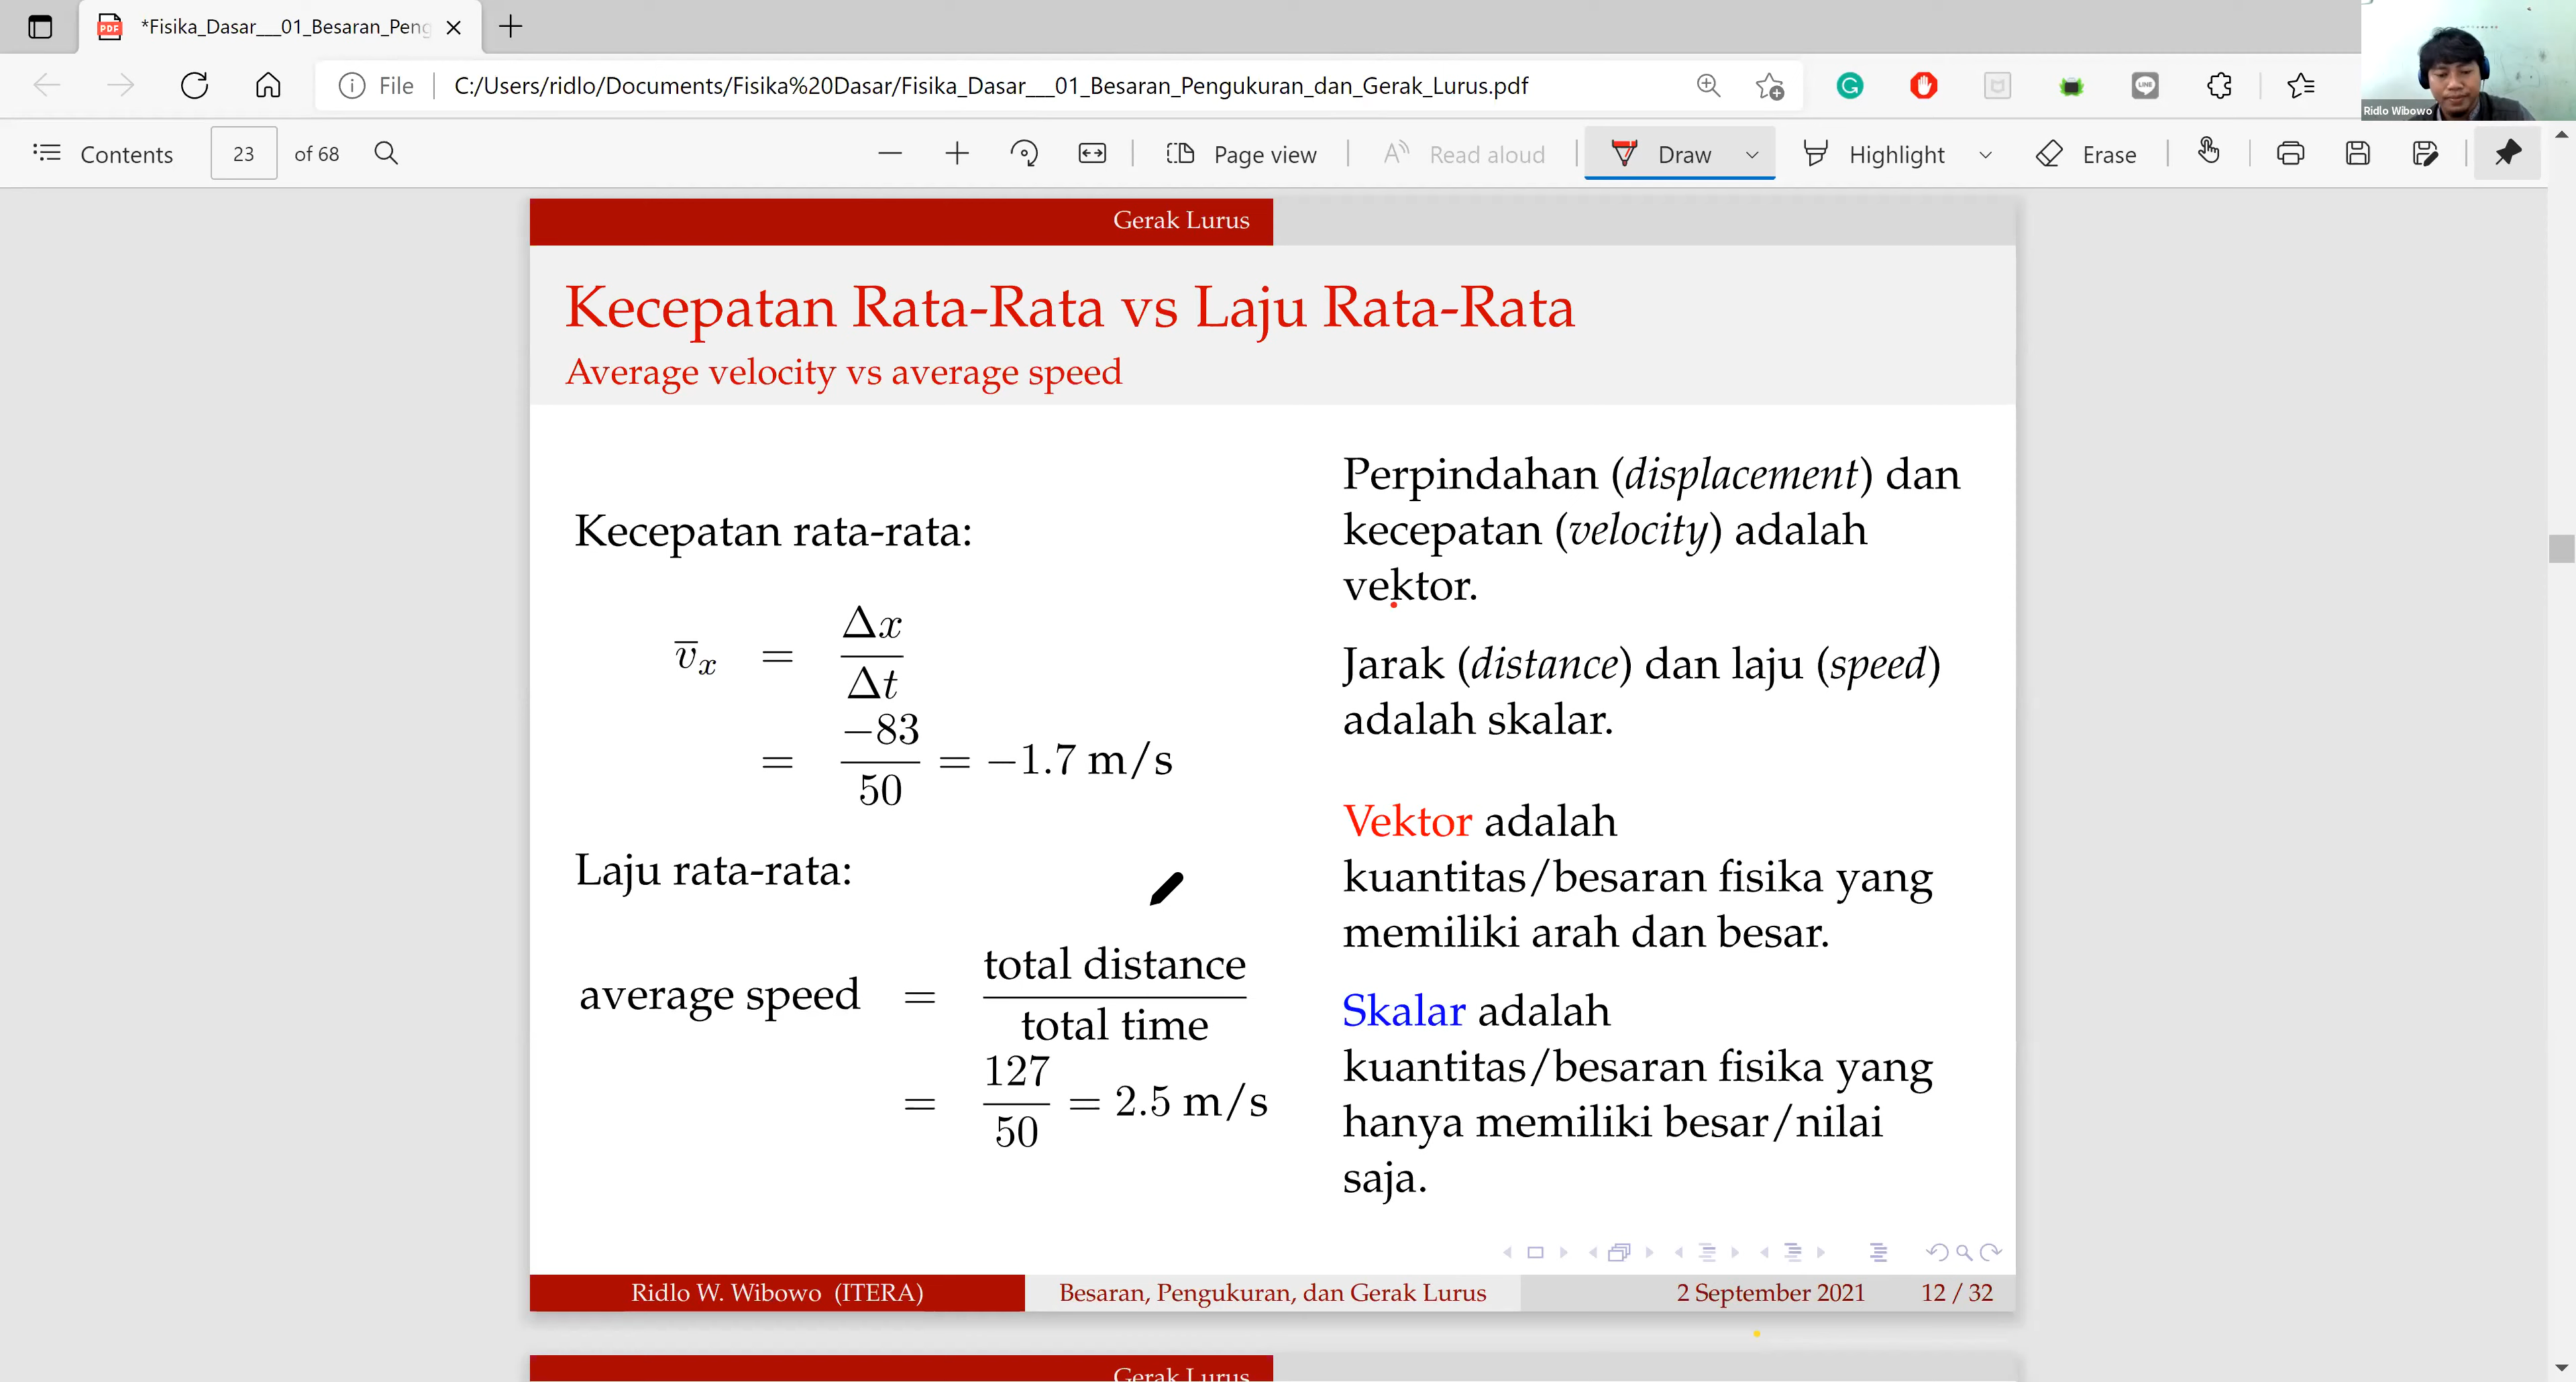 *Fisika_Dasar___01_Besaran_Peng
File
C:/Users/ridlo/Documents/Fisika%20Dasar/Fisika_Dasar___01_Besaran_Pengukuran_dan_Gerak_Lurus.pdf
Ridlo Wibowo
Contents
23
of 68
Page view
Read aloud
Draw
Highlight
Erase
Gerak Lurus
Kecepatan Rata-Rata vs Laju Rata-Rata
Average velocity vs average speed
Kecepatan rata-rata:
v̅ₓ = Δx / Δt
= −83 / 50 = −1.7 m/s
Laju rata-rata:
average speed = total distance / total time
= 127 / 50 = 2.5 m/s
Perpindahan (displacement) dan
kecepatan (velocity) adalah
vektor.
Jarak (distance) dan laju (speed)
adalah skalar.
Vektor adalah
kuantitas/besaran fisika yang
memiliki arah dan besar.
Skalar adalah
kuantitas/besaran fisika yang
hanya memiliki besar/nilai
saja.
Ridlo W. Wibowo (ITERA)
Besaran, Pengukuran, dan Gerak Lurus
2 September 2021
12 / 32
Gerak Lurus